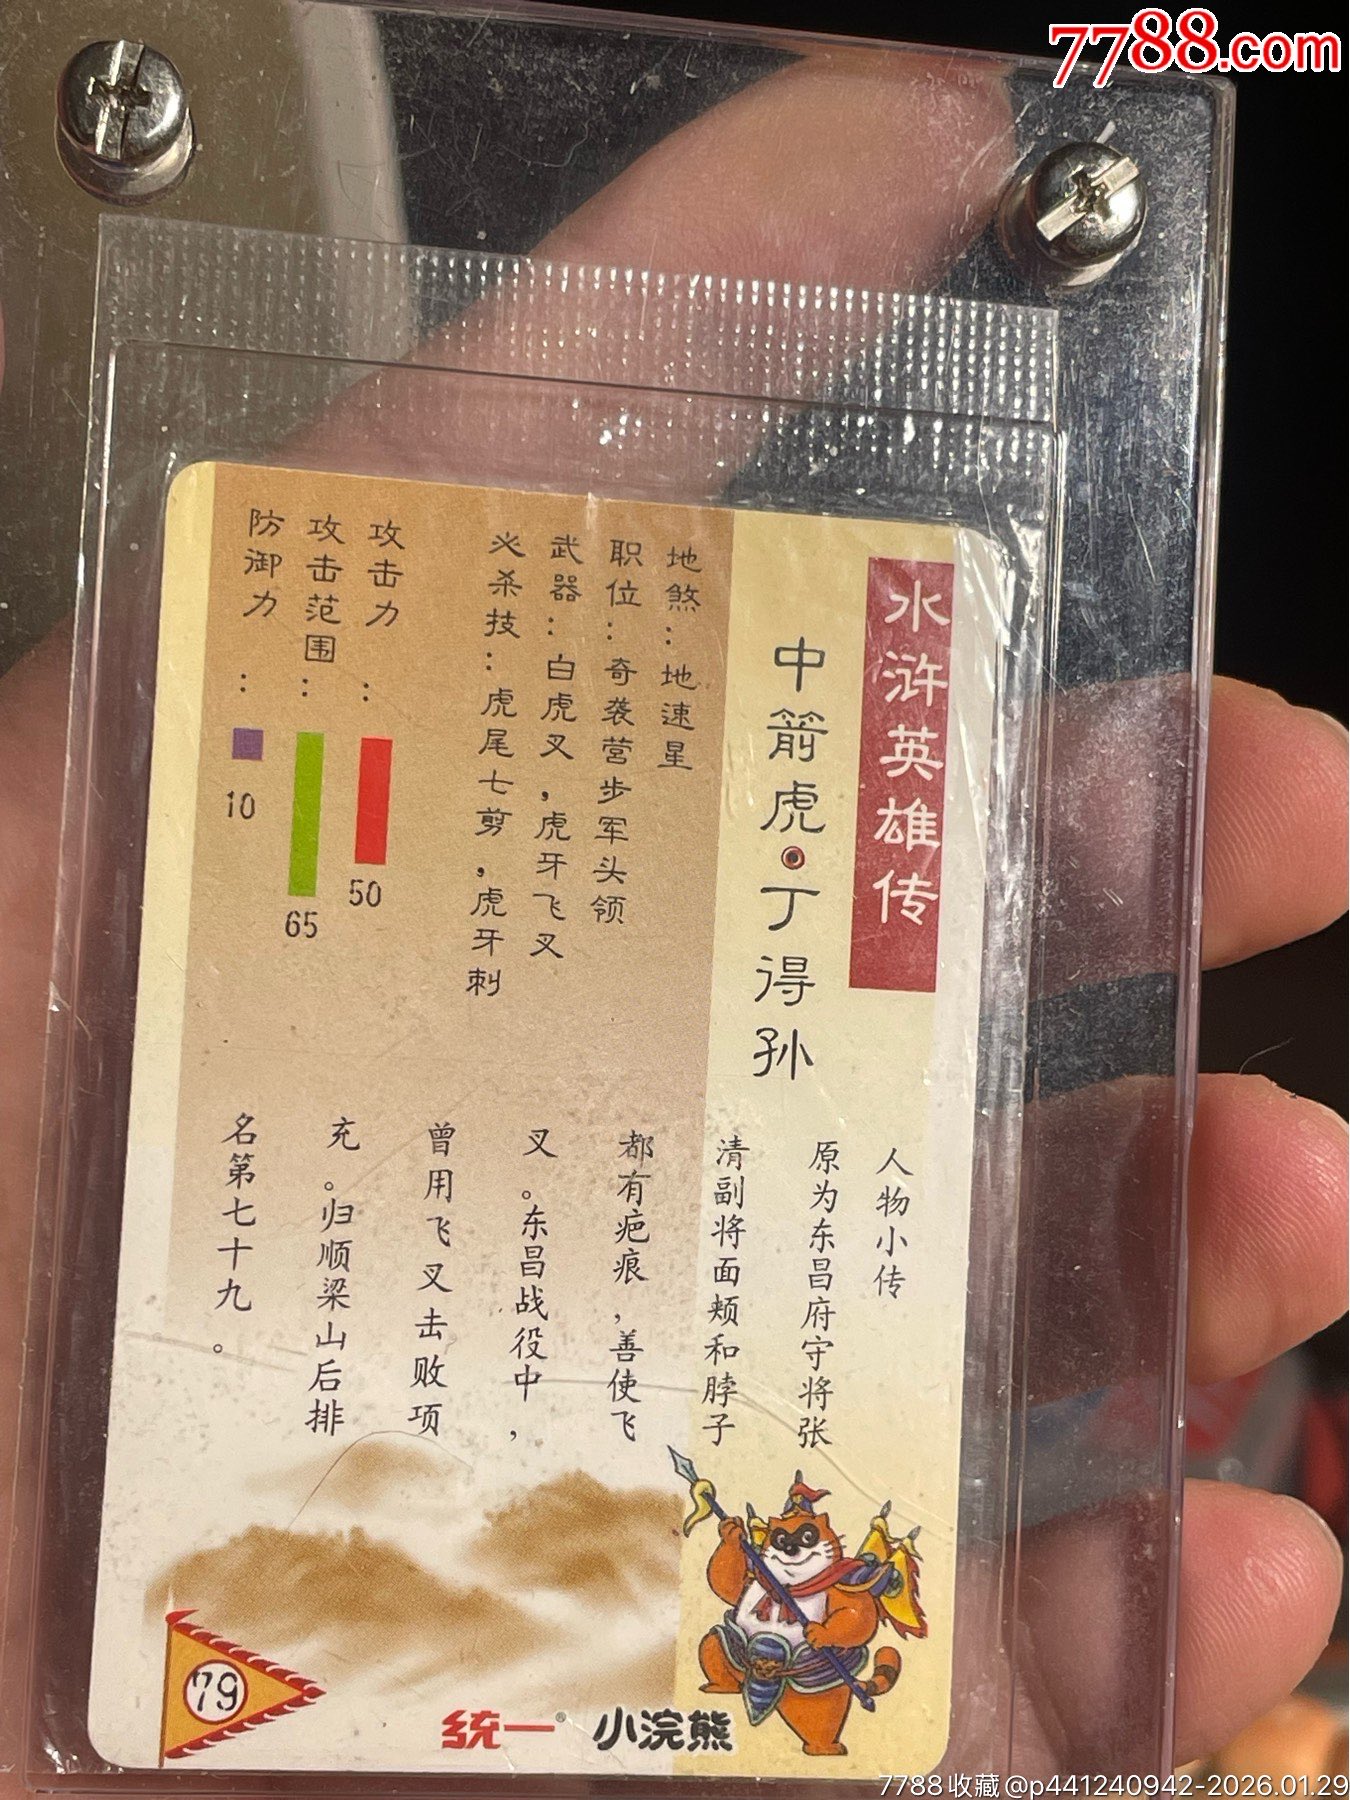 7788.com
水浒英雄传
中箭虎·丁得孙
地煞：地速星
职位：奇袭营步军头领
武器：白虎叉，虎牙飞叉
必杀技：虎尾七剪，虎牙刺
攻击力：
50
攻击范围：
65
防御力：
10
人物小传
原为东昌府守将张
清副将面颊和脖子
都有疤痕，善使飞
叉。东昌战役中，
曾用飞叉击败项
充。归顺梁山后排
名第七十九。
79
统一® 小浣熊
7788收藏@p441240942-2026.01.29